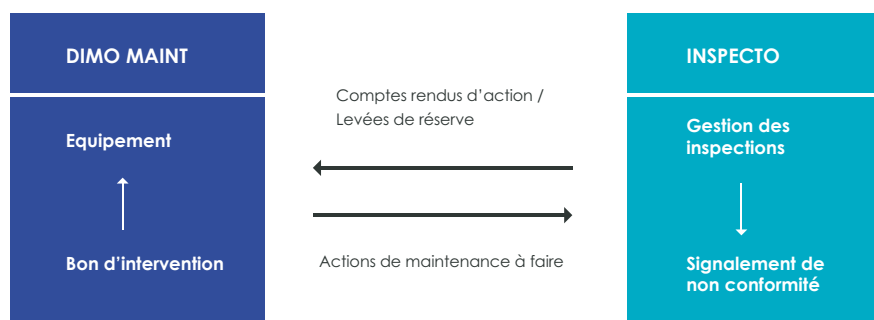 DIMO MAINT
Equipement
Bon d’intervention
Comptes rendus d’action /
Levées de réserve
Actions de maintenance à faire
INSPECTO
Gestion des
inspections
Signalement de
non conformité